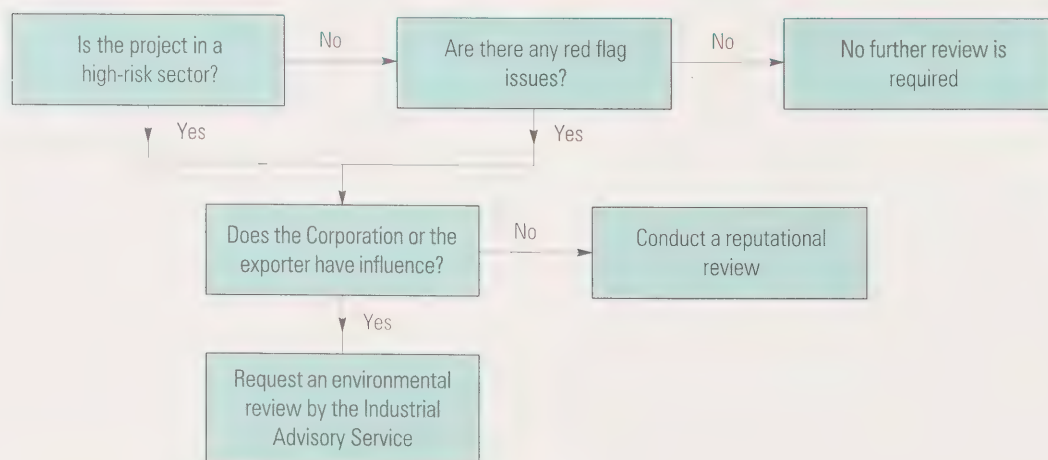 Is the project in a
high-risk sector?
No
Are there any red flag
issues?
No
No further review is
required
Yes
Yes
Does the Corporation or the
exporter have influence?
No
Conduct a reputational
review
Yes
Request an environmental
review by the Industrial
Advisory Service